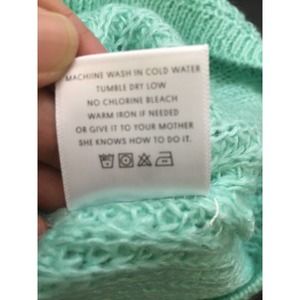 MACHINE WASH IN COLD WATER
TUMBLE DRY LOW
NO CHLORINE BLEACH
WARM IRON IF NEEDED
OR GIVE IT TO YOUR MOTHER
SHE KNOWS HOW TO DO IT.